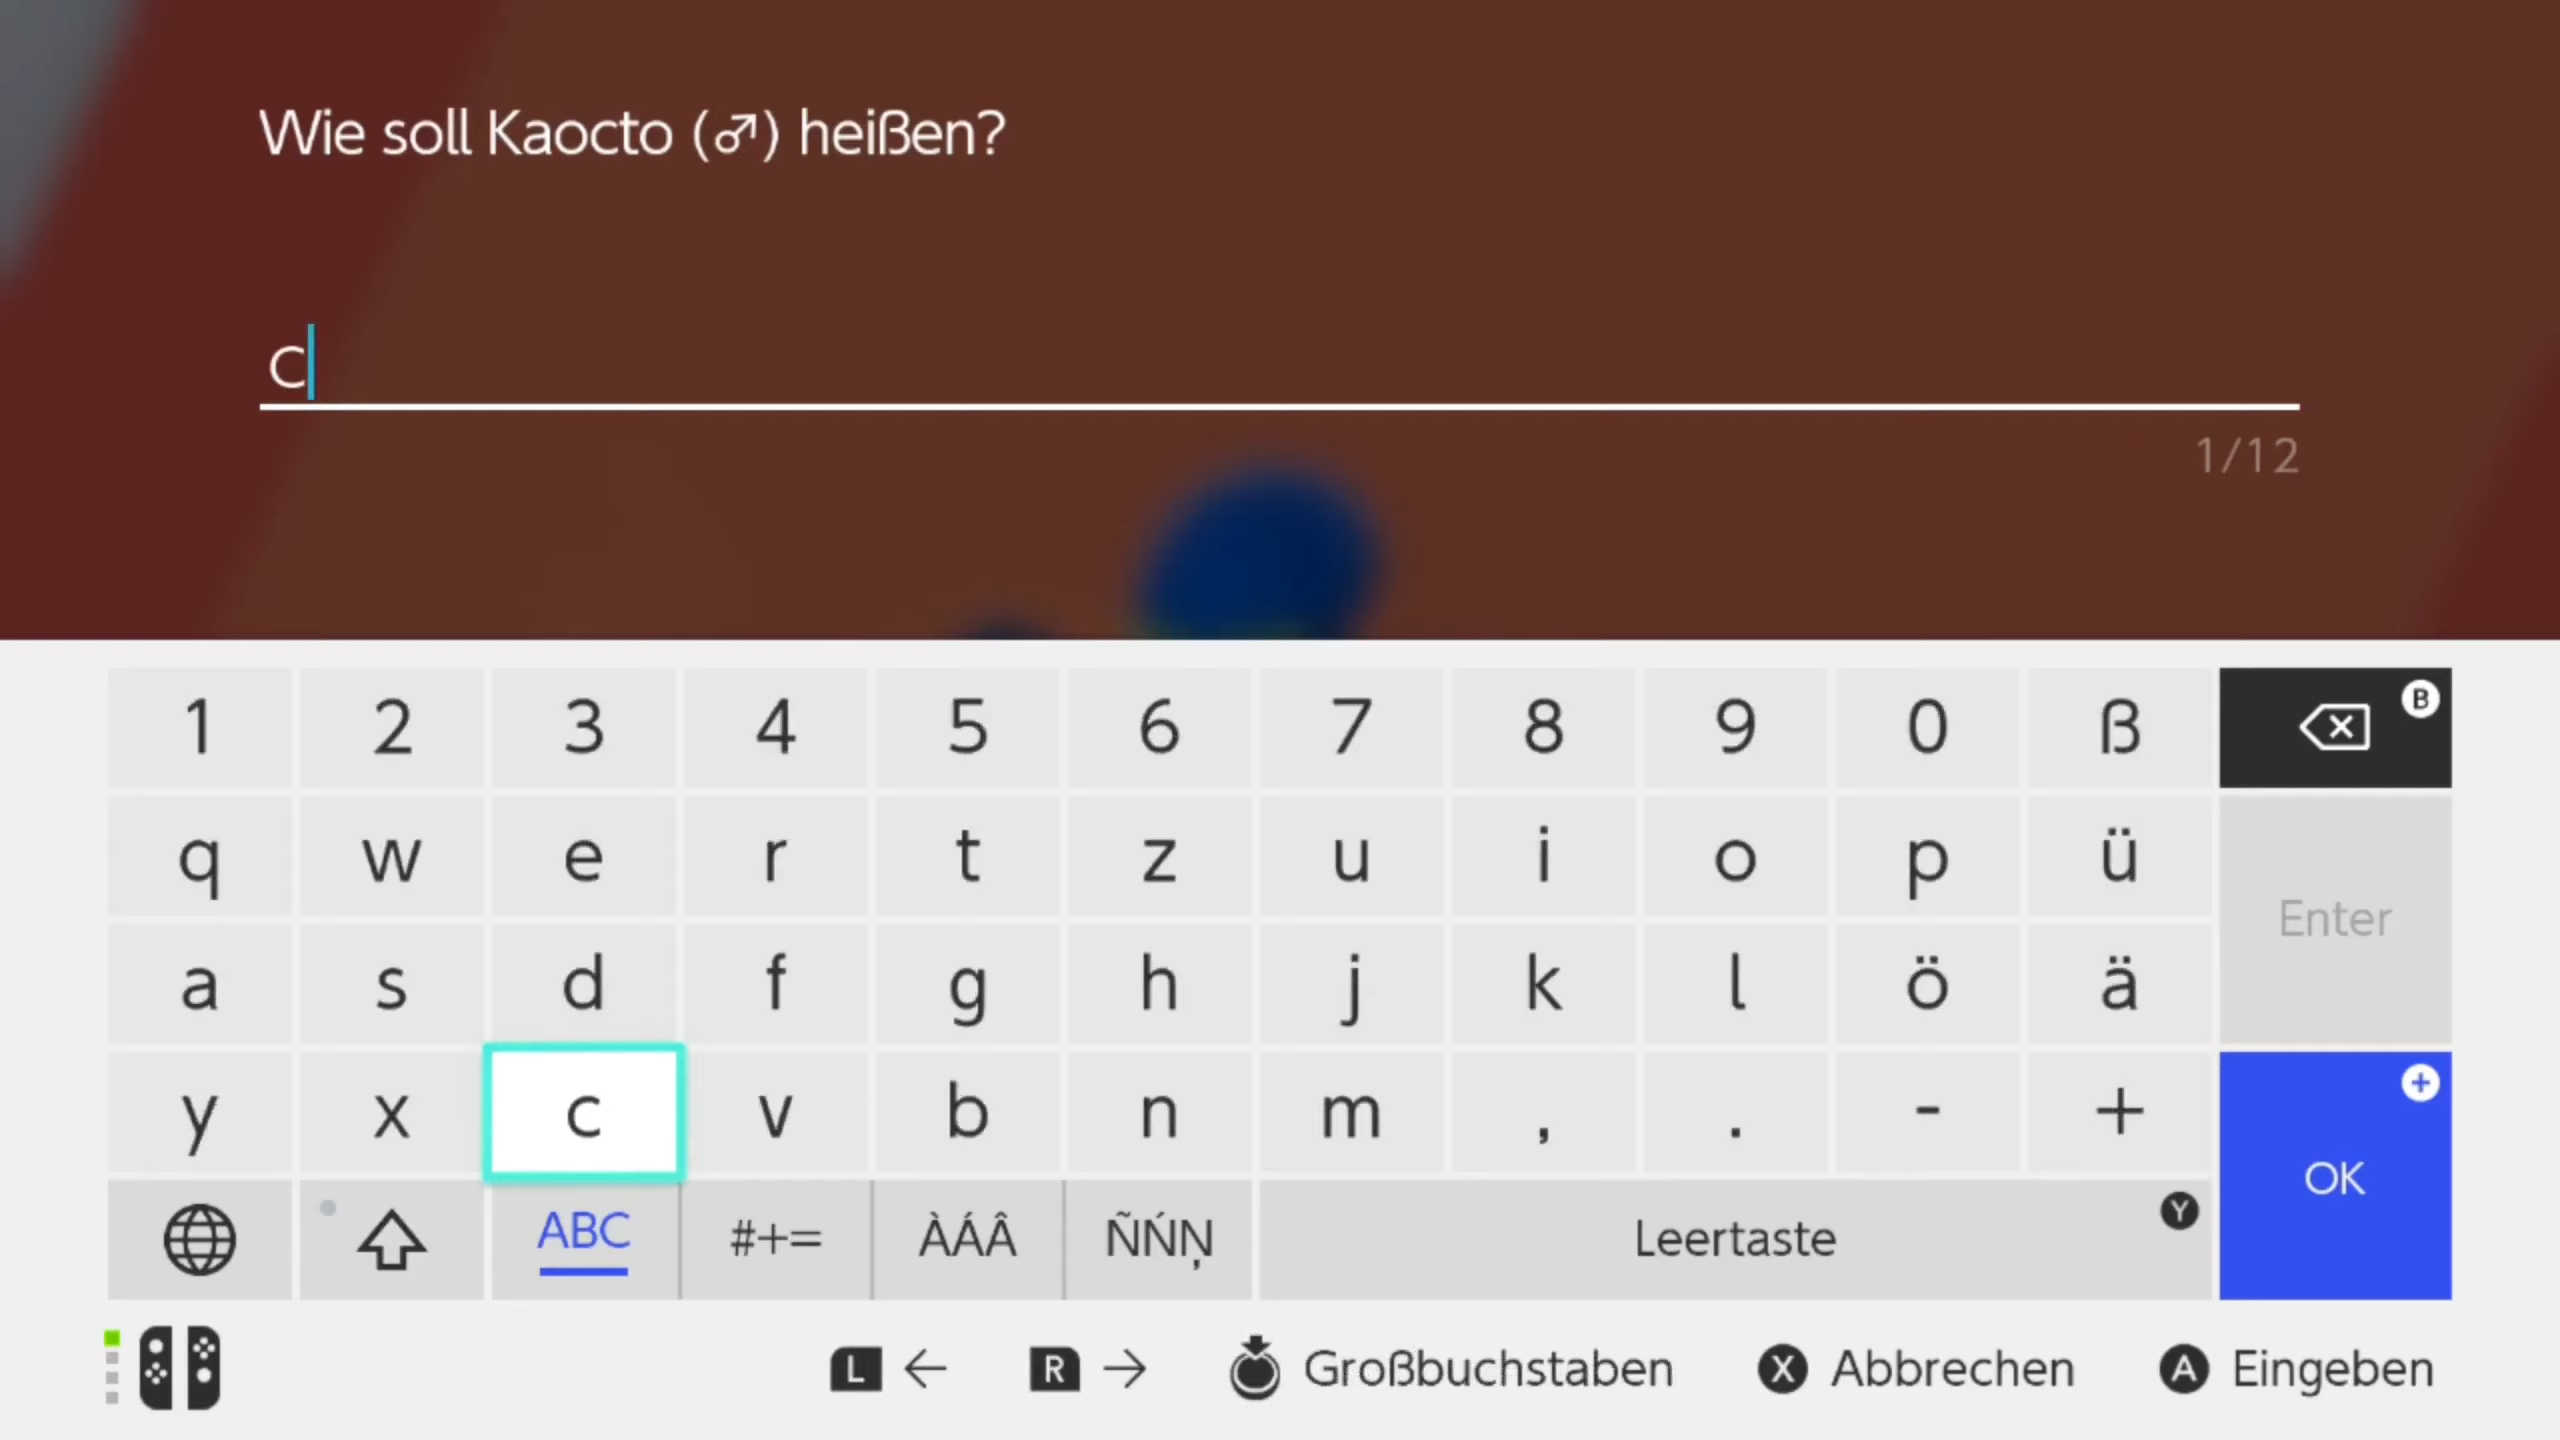 Wie soll Kaocto (♂) heißen?
C
1/12
1 2 3 4 5 6 7 8 9 0 ß B
q w e r t z u i o p ü
Enter
a s d f g h j k l ö ä
y x c v b n m , . - +
OK
ABC #+= ÀÁÂ ÑŃŅ Leertaste Y
L ← R → Großbuchstaben X Abbrechen A Eingeben